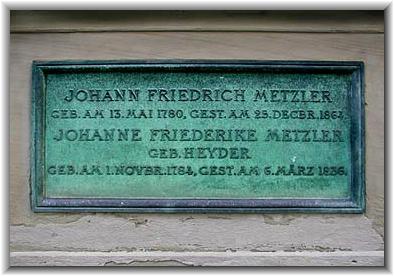 JOHANN FRIEDRICH METZLER
GEB. AM 13. MAI 1780, GEST. AM 25. DECBR. 1864
JOHANNE FRIEDERIKE METZLER
GEB. HEYDER
GEB. AM 1. NOVBR. 1784, GEST. AM 6. MÄRZ 1836.